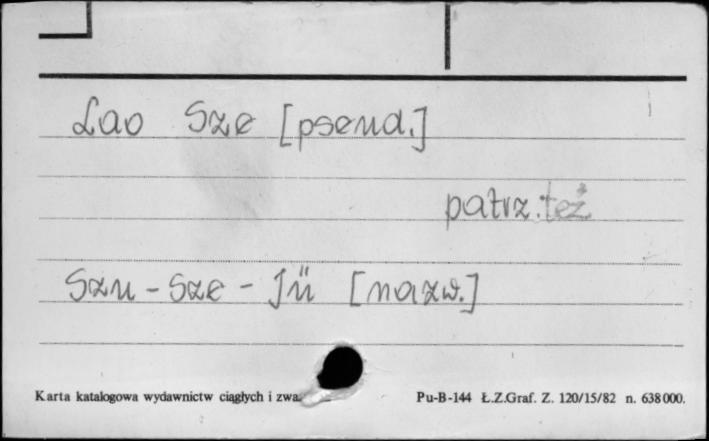 Lao Sze [pseud.]
patrz też
Szu-Sze-Jü [nazw.]
Karta katalogowa wydawnictw ciągłych i zwa
Pu-B-144 Ł.Z.Graf. Z. 120/15/82 n. 638000.